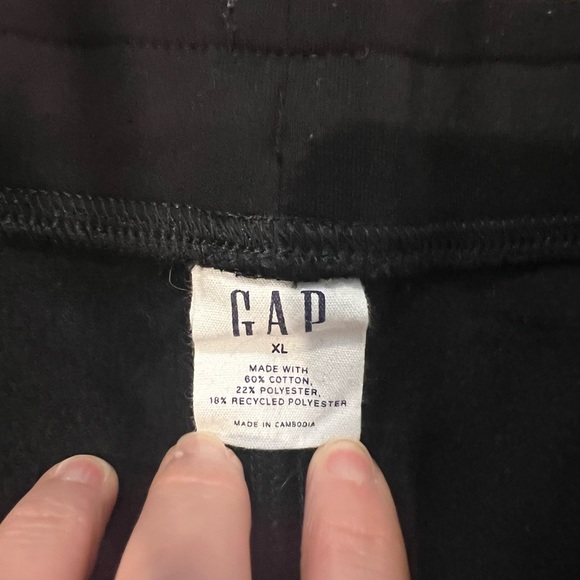 GAP
XL
MADE WITH
60% COTTON,
22% POLYESTER,
18% RECYCLED POLYESTER
MADE IN CAMBODIA